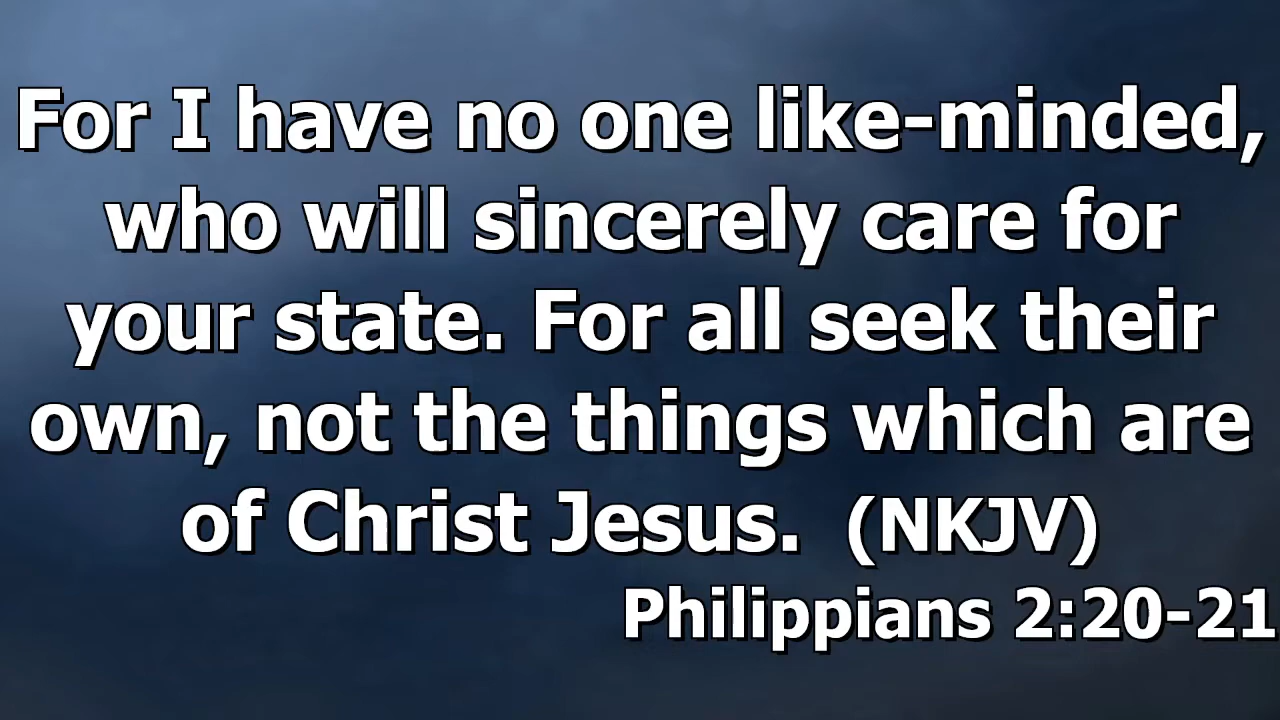 For I have no one like-minded,
who will sincerely care for
your state. For all seek their
own, not the things which are
of Christ Jesus.  (NKJV)
Philippians 2:20-21